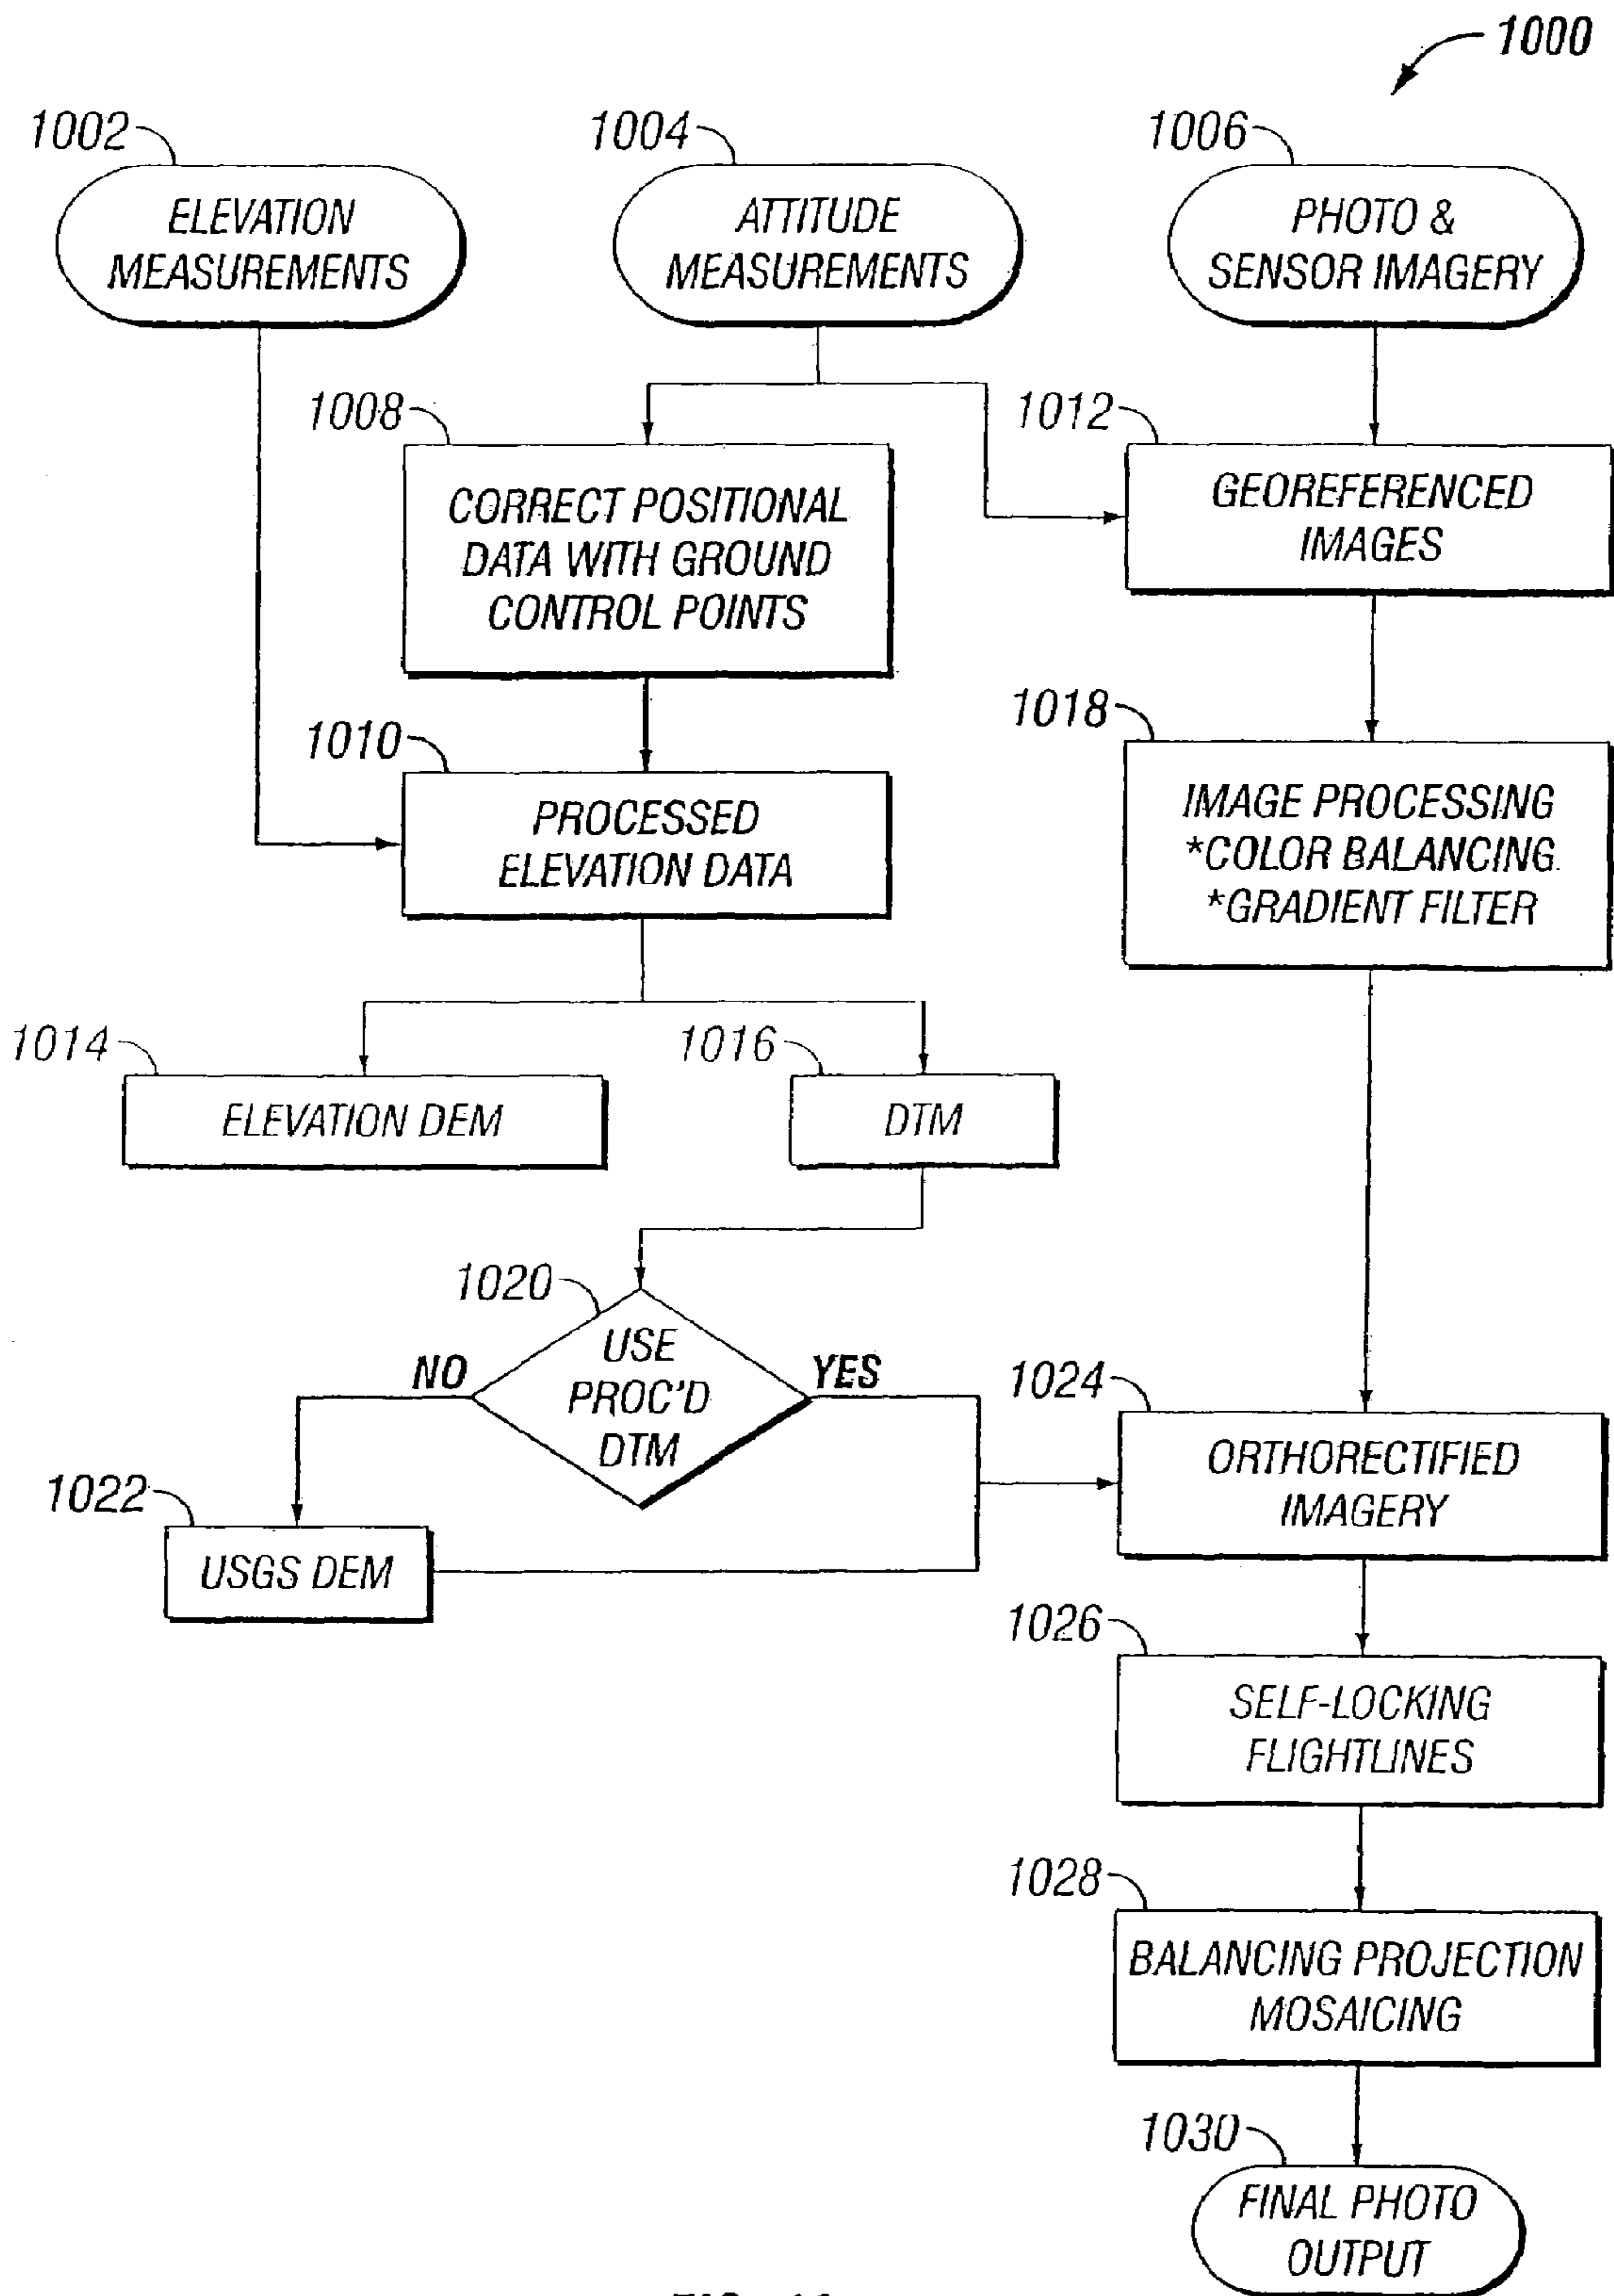 1000
1002
1004
1006
ELEVATION
MEASUREMENTS
ATTITUDE
MEASUREMENTS
PHOTO &
SENSOR IMAGERY
1008
1012
CORRECT POSITIONAL
DATA WITH GROUND
CONTROL POINTS
GEOREFERENCED
IMAGES
1010
1018
PROCESSED
ELEVATION DATA
IMAGE PROCESSING
*COLOR BALANCING
*GRADIENT FILTER
1014
1016
ELEVATION DEM
DTM
1020
USE
PROC'D
DTM
NO
YES
1022
USGS DEM
1024
ORTHORECTIFIED
IMAGERY
1026
SELF-LOCKING
FLIGHTLINES
1028
BALANCING PROJECTION
MOSAICING
1030
FINAL PHOTO
OUTPUT